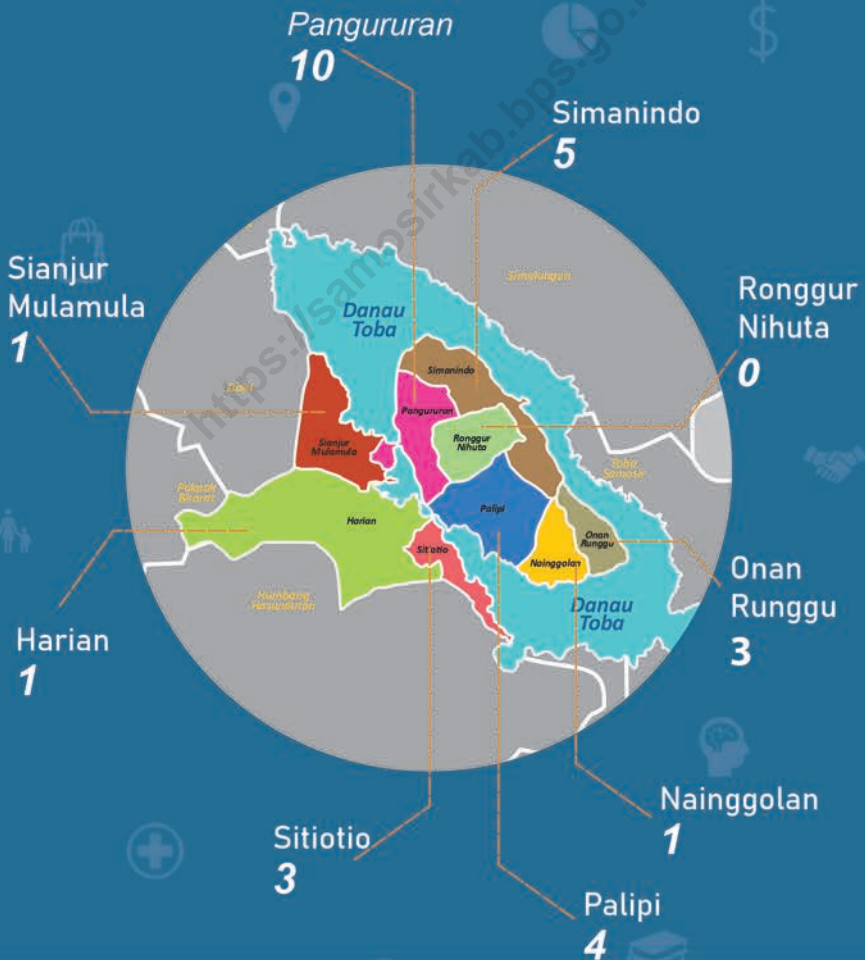 Pangururan
10
Simanindo
5
Sianjur
Mulamula
1
Ronggur
Nihuta
0
Harian
1
Onan
Runggu
3
Nainggolan
1
Sitiotio
3
Palipi
4
https://samosirkab.bps.go.
Danau
Toba
Simalungun
Simanindo
Pangururan
Ronggur
Nihuta
Sianjur
Mulamula
Toba
Samosir
Harian
Palipi
Onan
Runggu
Sitiotio
Nainggolan
Humbang
Hasundutan
Danau
Toba
$